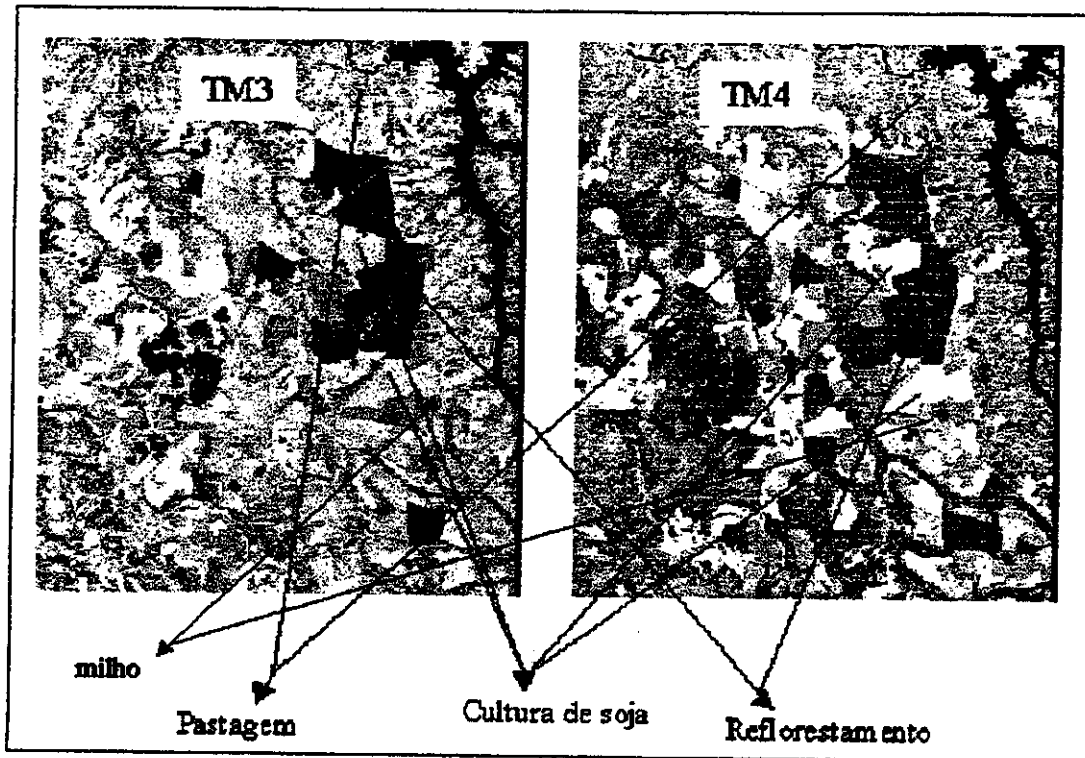 TM3
TM4
milho
Pastagem
Cultura de soja
Reflorestamento